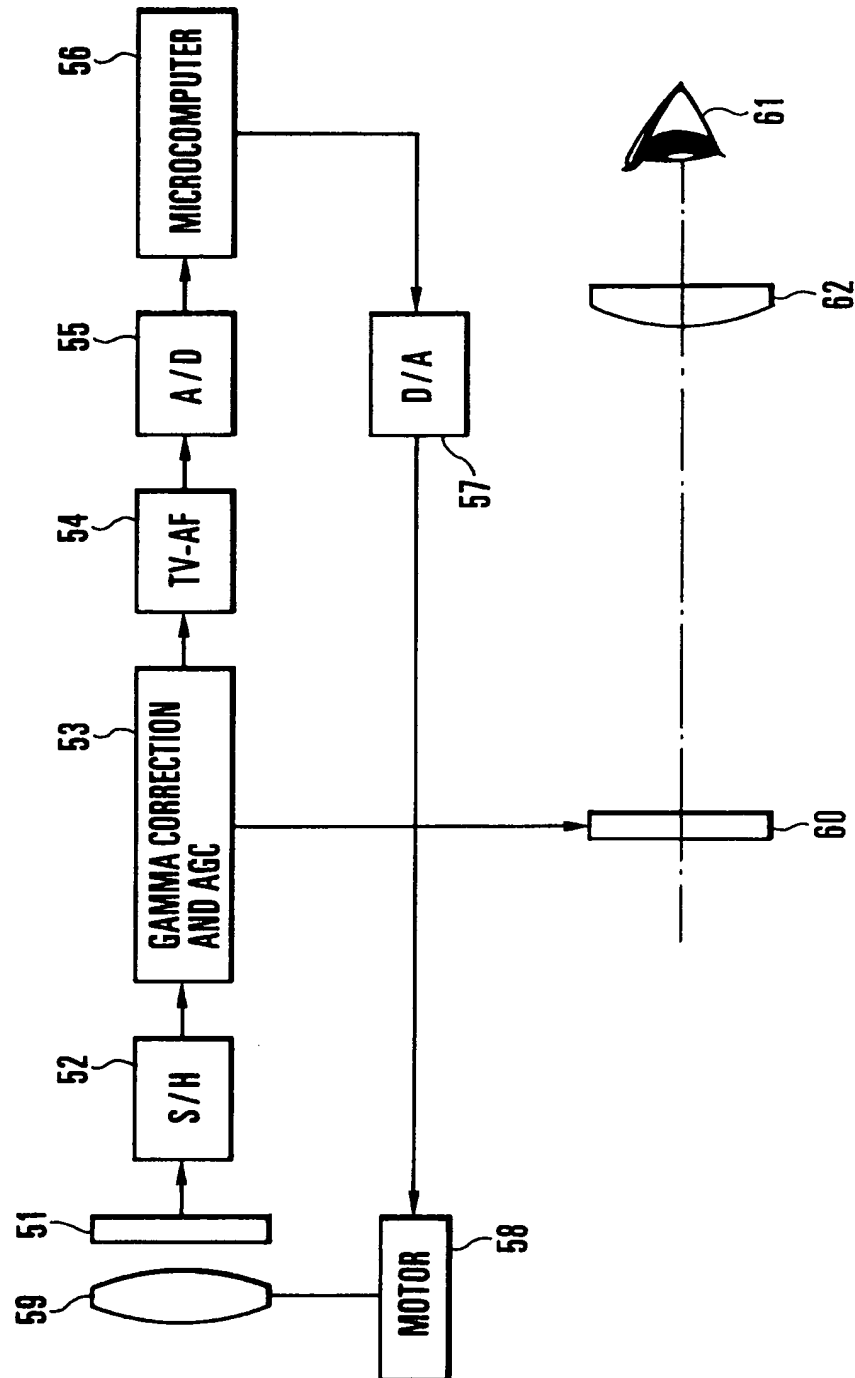 59
51
52
S/H
53
GAMMA CORRECTION
AND AGC
54
TV-AF
55
A/D
56
MICROCOMPUTER
58
MOTOR
57
D/A
60
62
61